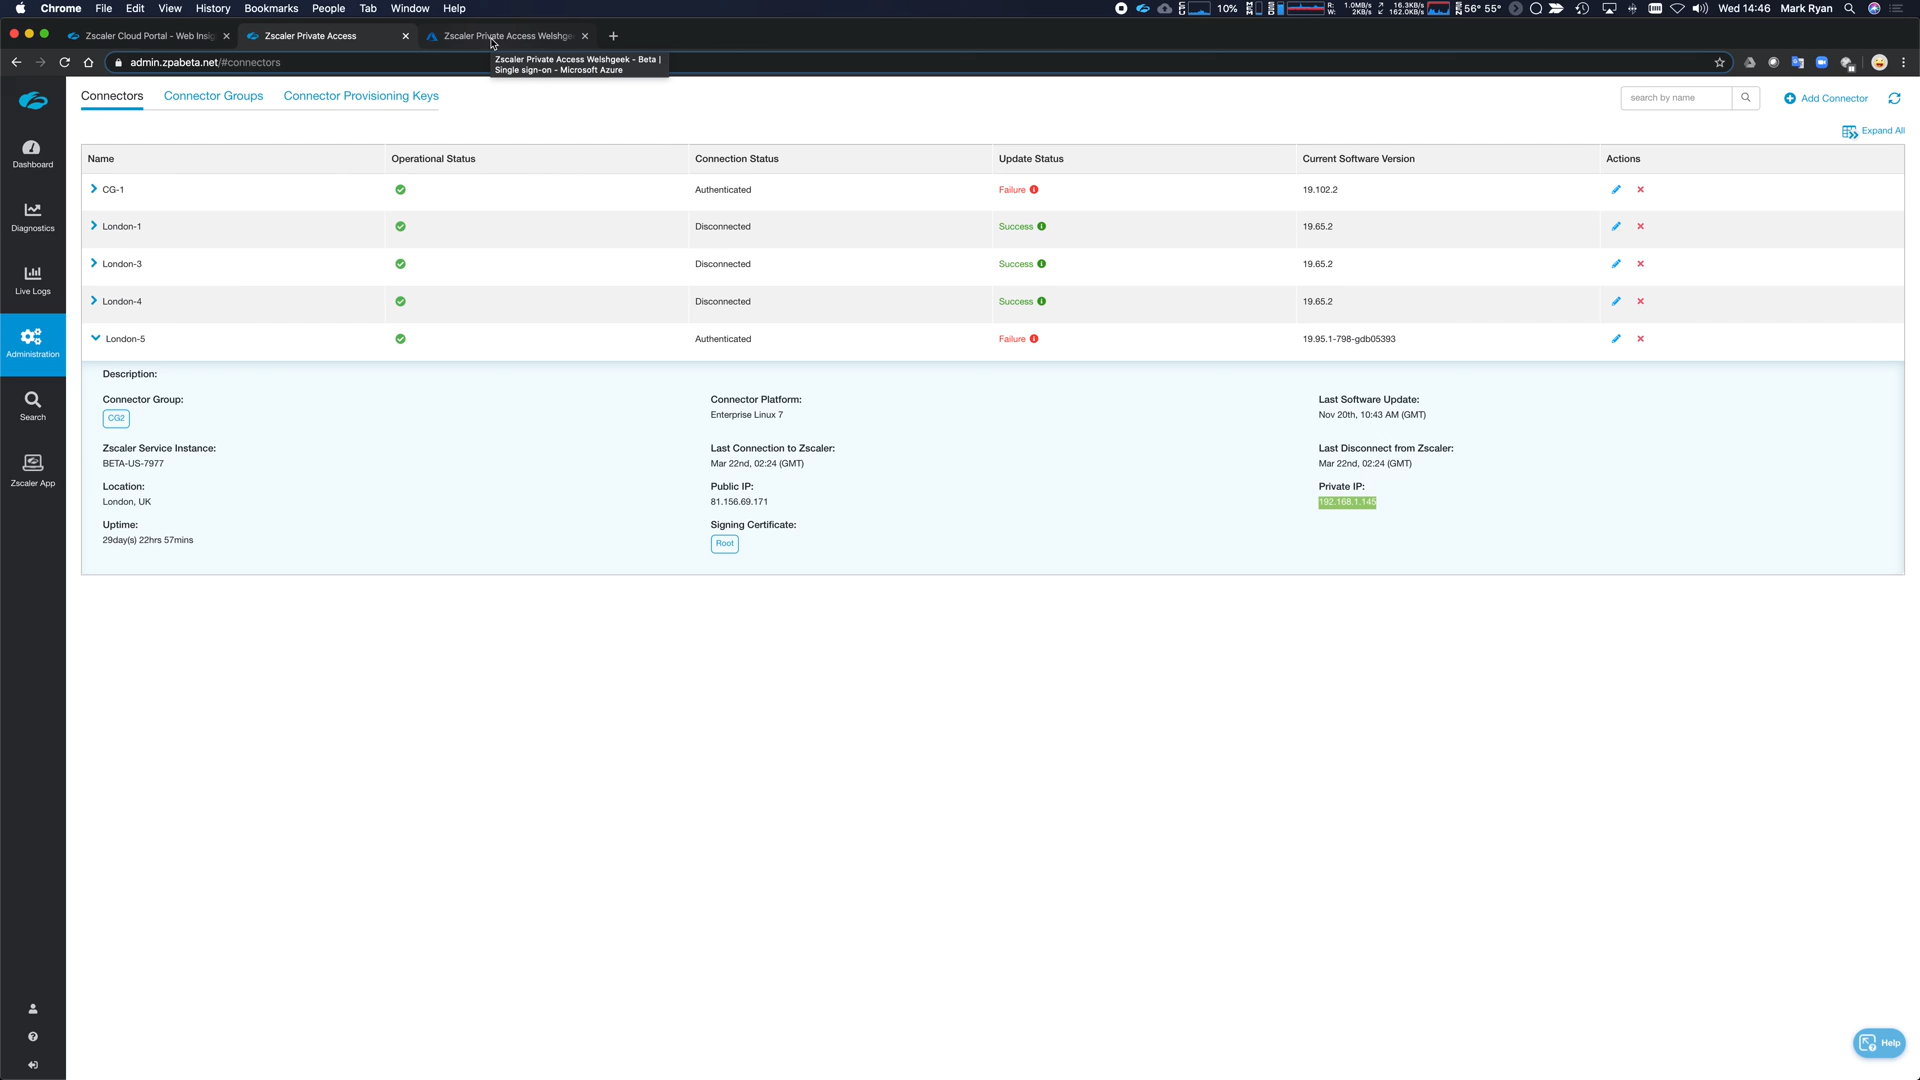 Chrome File Edit View History Bookmarks People Tab Window Help 10% R: W: 1.0MB/s 2KB/s 16.3KB/s 162.0KB/s 56° 55° Wed 14:46 Mark Ryan
Zscaler Cloud Portal - Web Insig Zscaler Private Access Zscaler Private Access Welshge
admin.zpabeta.net/#connectors
Zscaler Private Access Welshgeek - Beta |
Single sign-on - Microsoft Azure
Connectors Connector Groups Connector Provisioning Keys search by name Add Connector
Expand All
Dashboard
Diagnostics
Live Logs
Administration
Search
Zscaler App
Name Operational Status Connection Status Update Status Current Software Version Actions
CG-1 Authenticated Failure 19.102.2
London-1 Disconnected Success 19.65.2
London-3 Disconnected Success 19.65.2
London-4 Disconnected Success 19.65.2
London-5 Authenticated Failure 19.95.1-798-gdb05393
Description:
Connector Group: Connector Platform: Last Software Update:
CG2 Enterprise Linux 7 Nov 20th, 10:43 AM (GMT)
Zscaler Service Instance: Last Connection to Zscaler: Last Disconnect from Zscaler:
BETA-US-7977 Mar 22nd, 02:24 (GMT) Mar 22nd, 02:24 (GMT)
Location: Public IP: Private IP:
London, UK 81.156.69.171 192.168.1.145
Uptime: Signing Certificate:
29day(s) 22hrs 57mins Root
Help